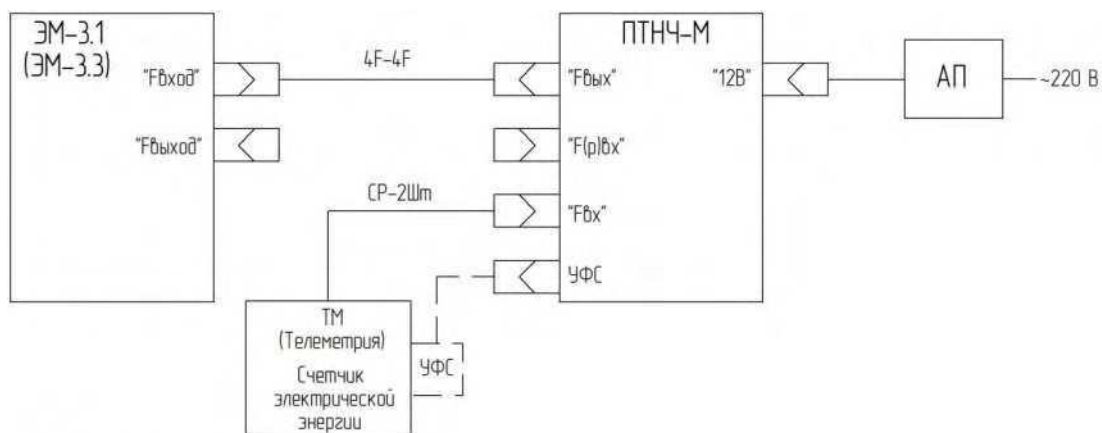 ЭМ-3.1
(ЭМ-3.3)
"Fвход"
"Fвыход"
4F-4F
СР-2Шт
ПТНЧ-М
"Fвых"
"12В"
"F(р)вх"
"Fвх"
УФС
АП
~220 В
ТМ
(Телеметрия)
Счетчик
электрической
энергии
УФС